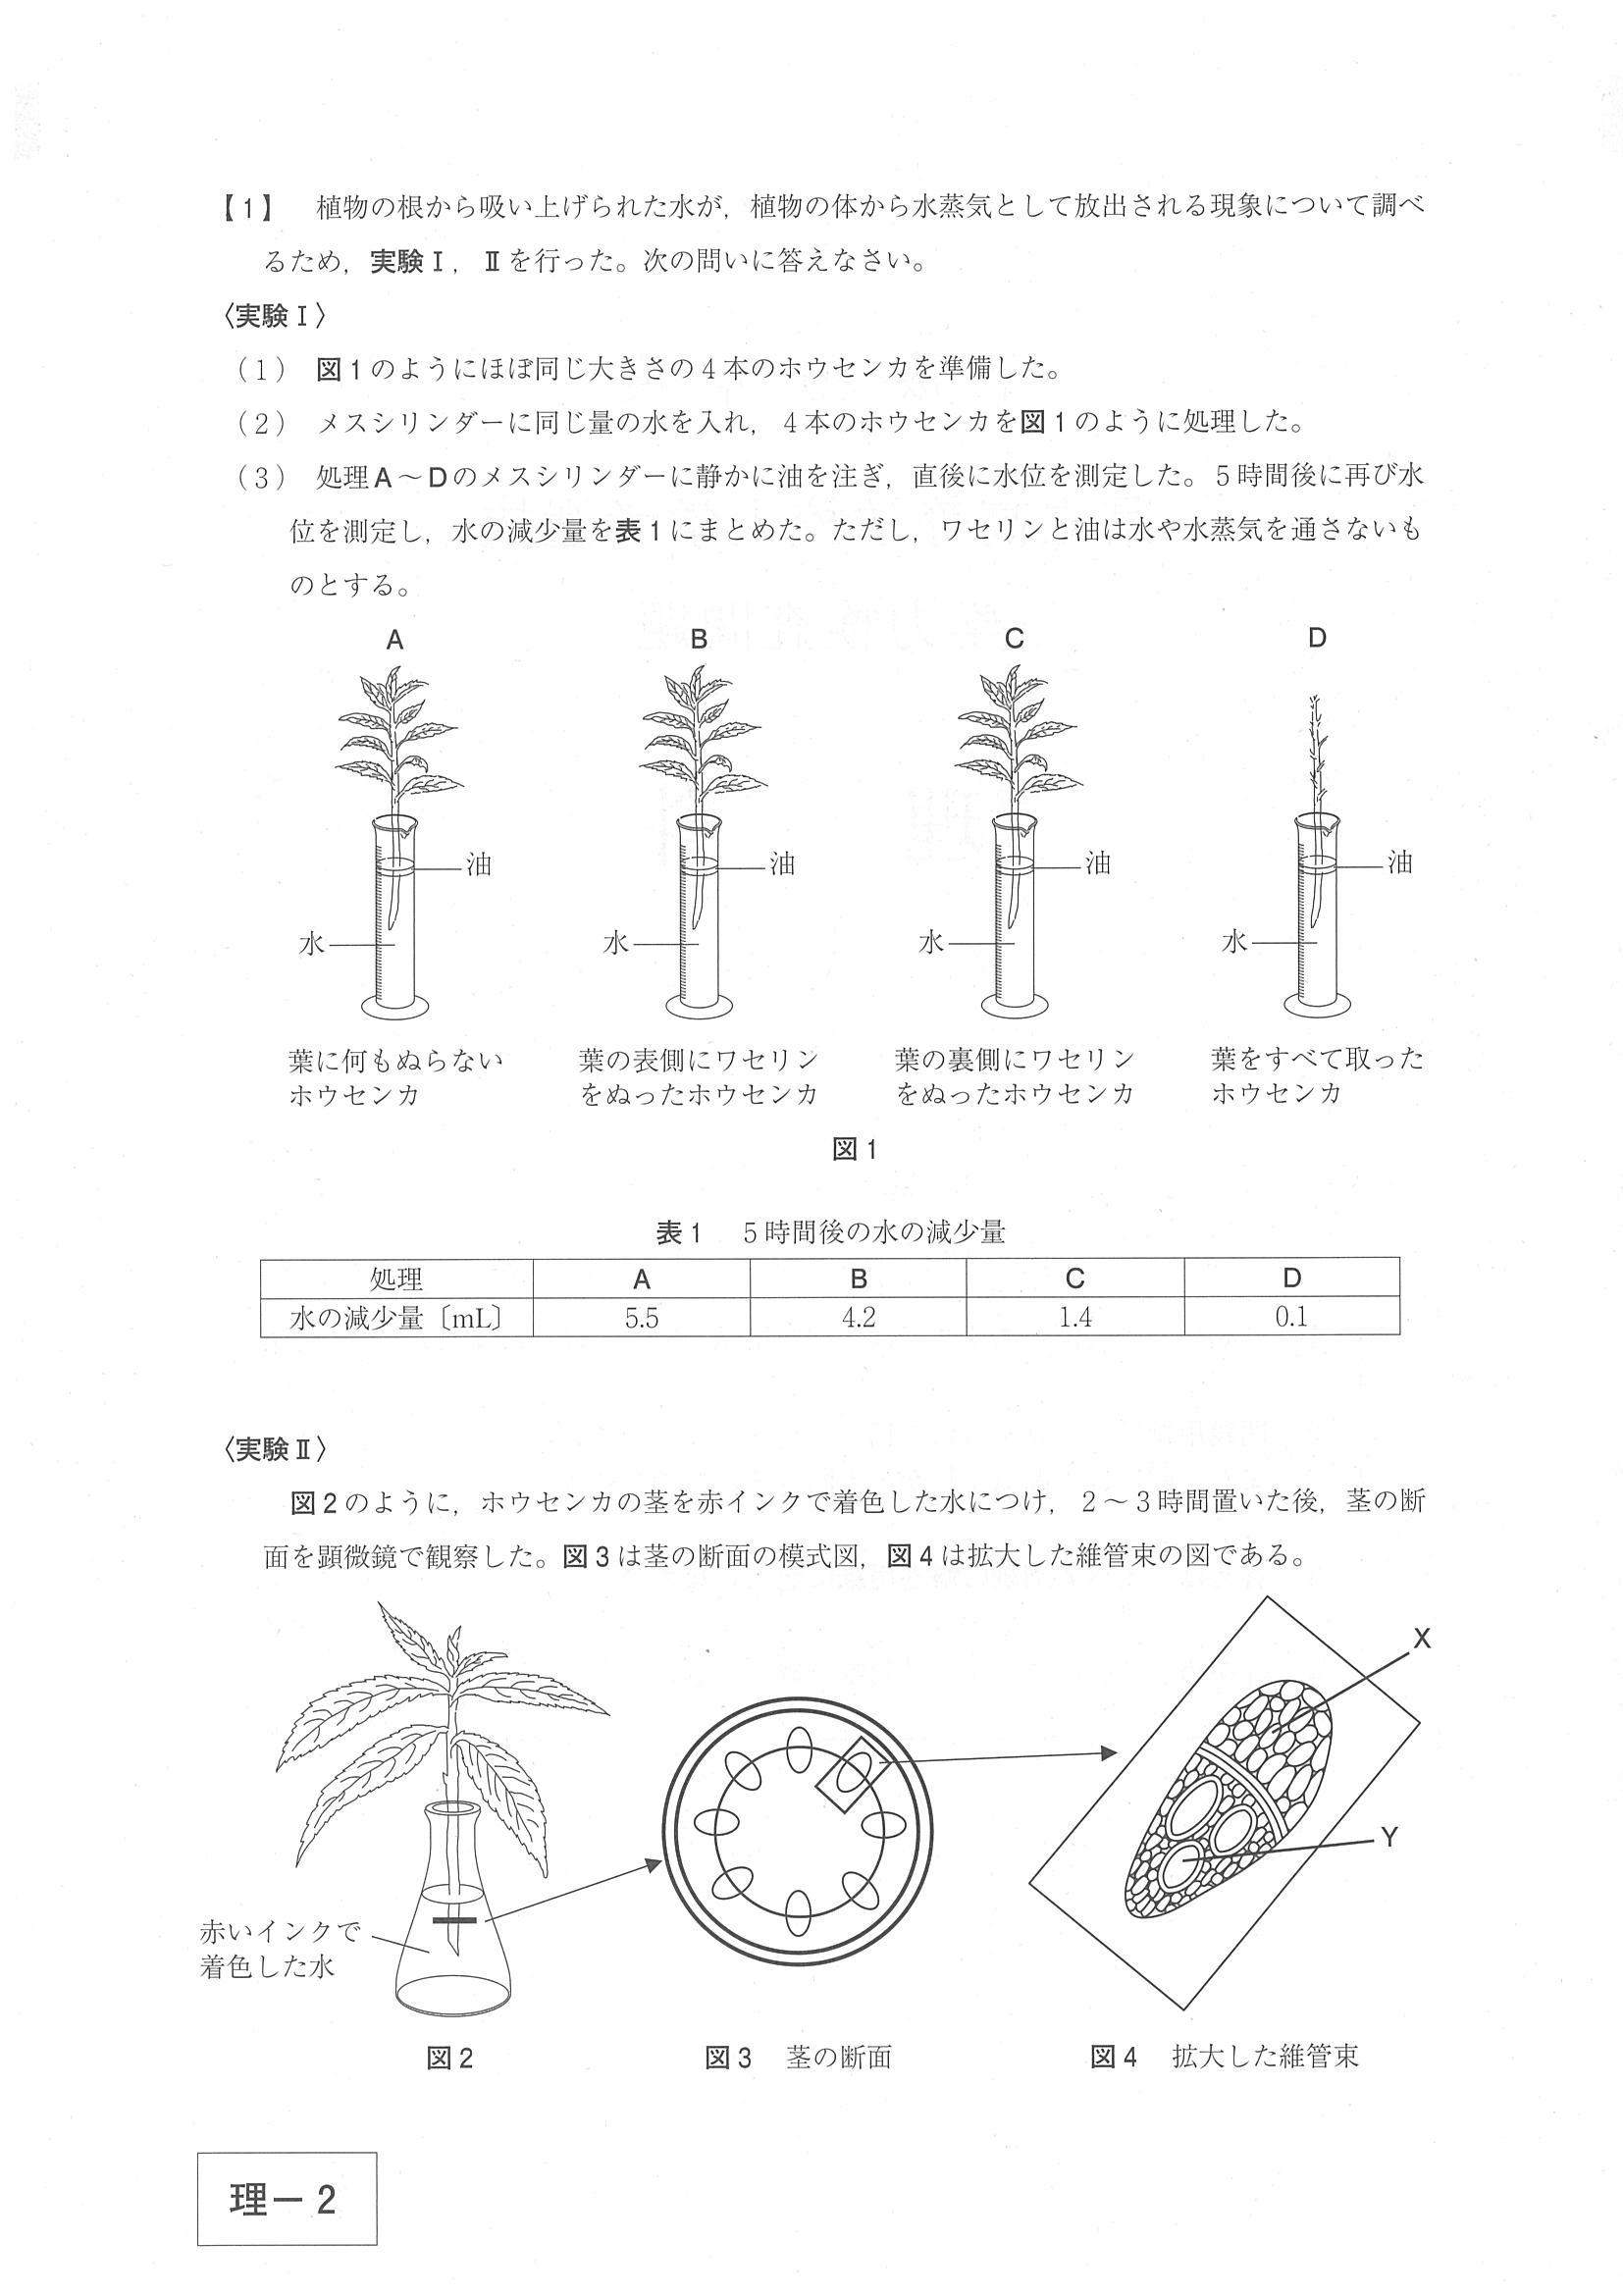 【1】　植物の根から吸い上げられた水が，植物の体から水蒸気として放出される現象について調べ
るため，実験Ⅰ，Ⅱを行った。次の問いに答えなさい。
〈実験Ⅰ〉
（1）　図1のようにほぼ同じ大きさの4本のホウセンカを準備した。
（2）　メスシリンダーに同じ量の水を入れ，4本のホウセンカを図1のように処理した。
（3）　処理A～Dのメスシリンダーに静かに油を注ぎ，直後に水位を測定した。5時間後に再び水
位を測定し，水の減少量を表1にまとめた。ただし，ワセリンと油は水や水蒸気を通さないも
のとする。
A　B　C　D
油　油　油　油
水　水　水　水
葉に何もぬらない　葉の表側にワセリン　葉の裏側にワセリン　葉をすべて取った
ホウセンカ　をぬったホウセンカ　をぬったホウセンカ　ホウセンカ
図1
表1　5時間後の水の減少量
処理　A　B　C　D
水の減少量〔mL〕　5.5　4.2　1.4　0.1
〈実験Ⅱ〉
図2のように，ホウセンカの茎を赤インクで着色した水につけ，2～3時間置いた後，茎の断
面を顕微鏡で観察した。図3は茎の断面の模式図，図4は拡大した維管束の図である。
X
Y
赤いインクで
着色した水
図2　図3　茎の断面　図4　拡大した維管束
理－2